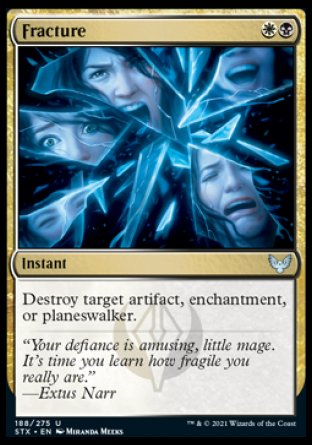 Fracture
Instant
Destroy target artifact, enchantment,
or planeswalker.
“Your defiance is amusing, little mage.
It’s time you learn how fragile you
really are.”
—Extus Narr
188/275 U
STX • EN Miranda Meeks
™ & © 2021 Wizards of the Coast